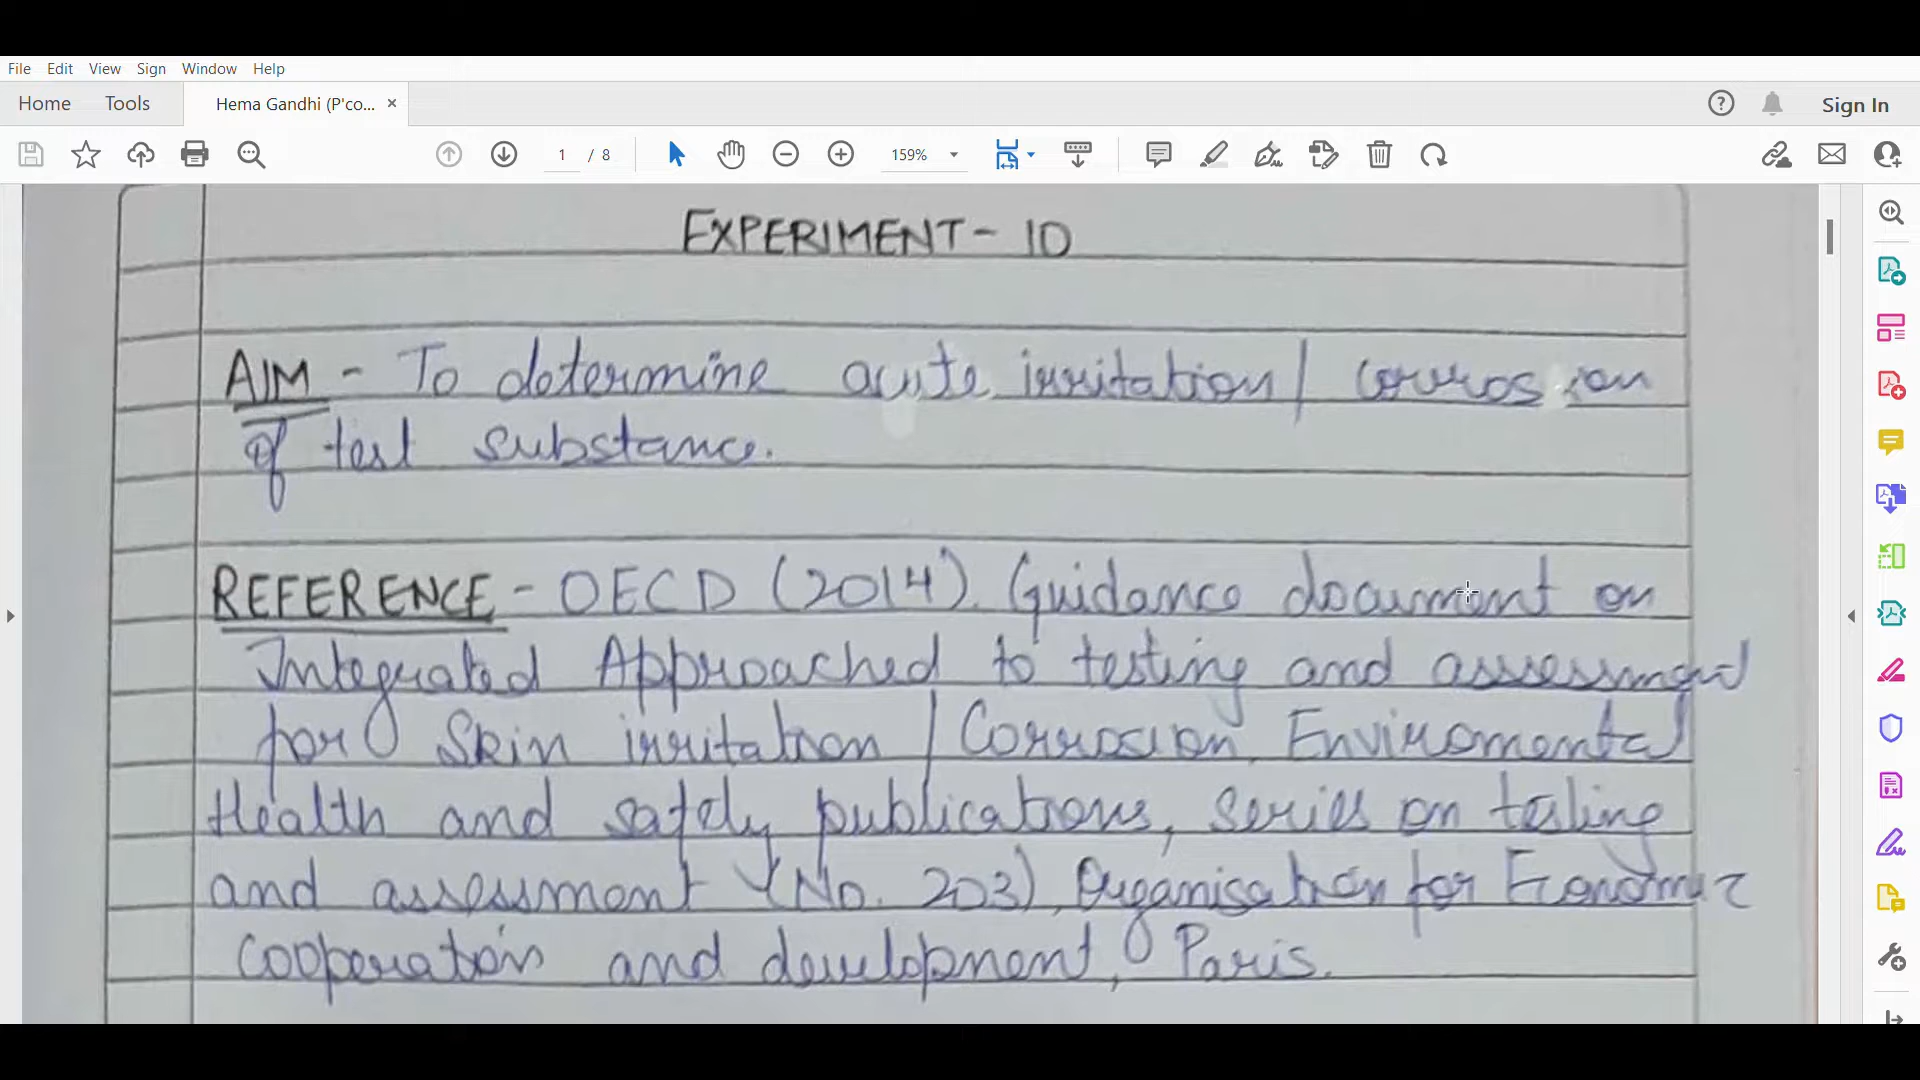 File Edit View Sign Window Help
Home Tools Hema Gandhi (P'co... × Sign In
1 / 8 159%
EXPERIMENT - 10
AIM - To determine acute irritation / corrosion
of test substance.
REFERENCE - OECD (2014). Guidance document on
Integrated Approached to testing and assessment
for Skin irritation / Corrosion, Enviromental
Health and safety publications, series on testing
and assessment (No. 203), Organisation for Economic
cooperation and development, Paris.